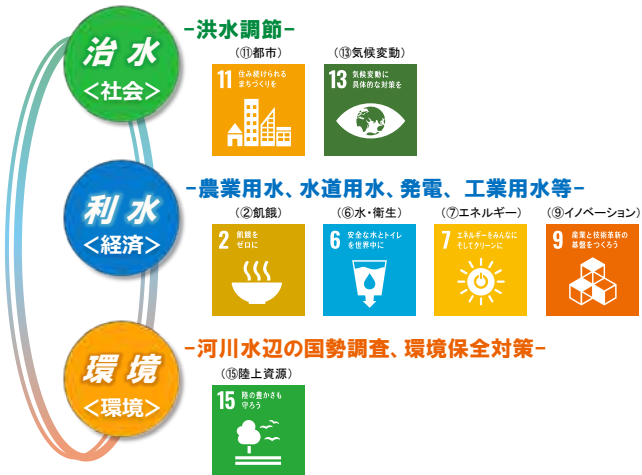 治水
<社会>
-洪水調節-
(⑪都市)
(⑬気候変動)
11 住み続けられる
まちづくりを
13 気候変動に
具体的な対策を
利水
<経済>
-農業用水、水道用水、発電、工業用水等-
(②飢餓)
(⑥水・衛生)
(⑦エネルギー)
(⑨イノベーション)
2 飢餓を
ゼロに
6 安全な水とトイレ
を世界中に
7 エネルギーをみんなに
そしてクリーンに
9 産業と技術革新の
基盤をつくろう
環境
<環境>
-河川水辺の国勢調査、環境保全対策-
(⑮陸上資源)
15 陸の豊かさも
守ろう